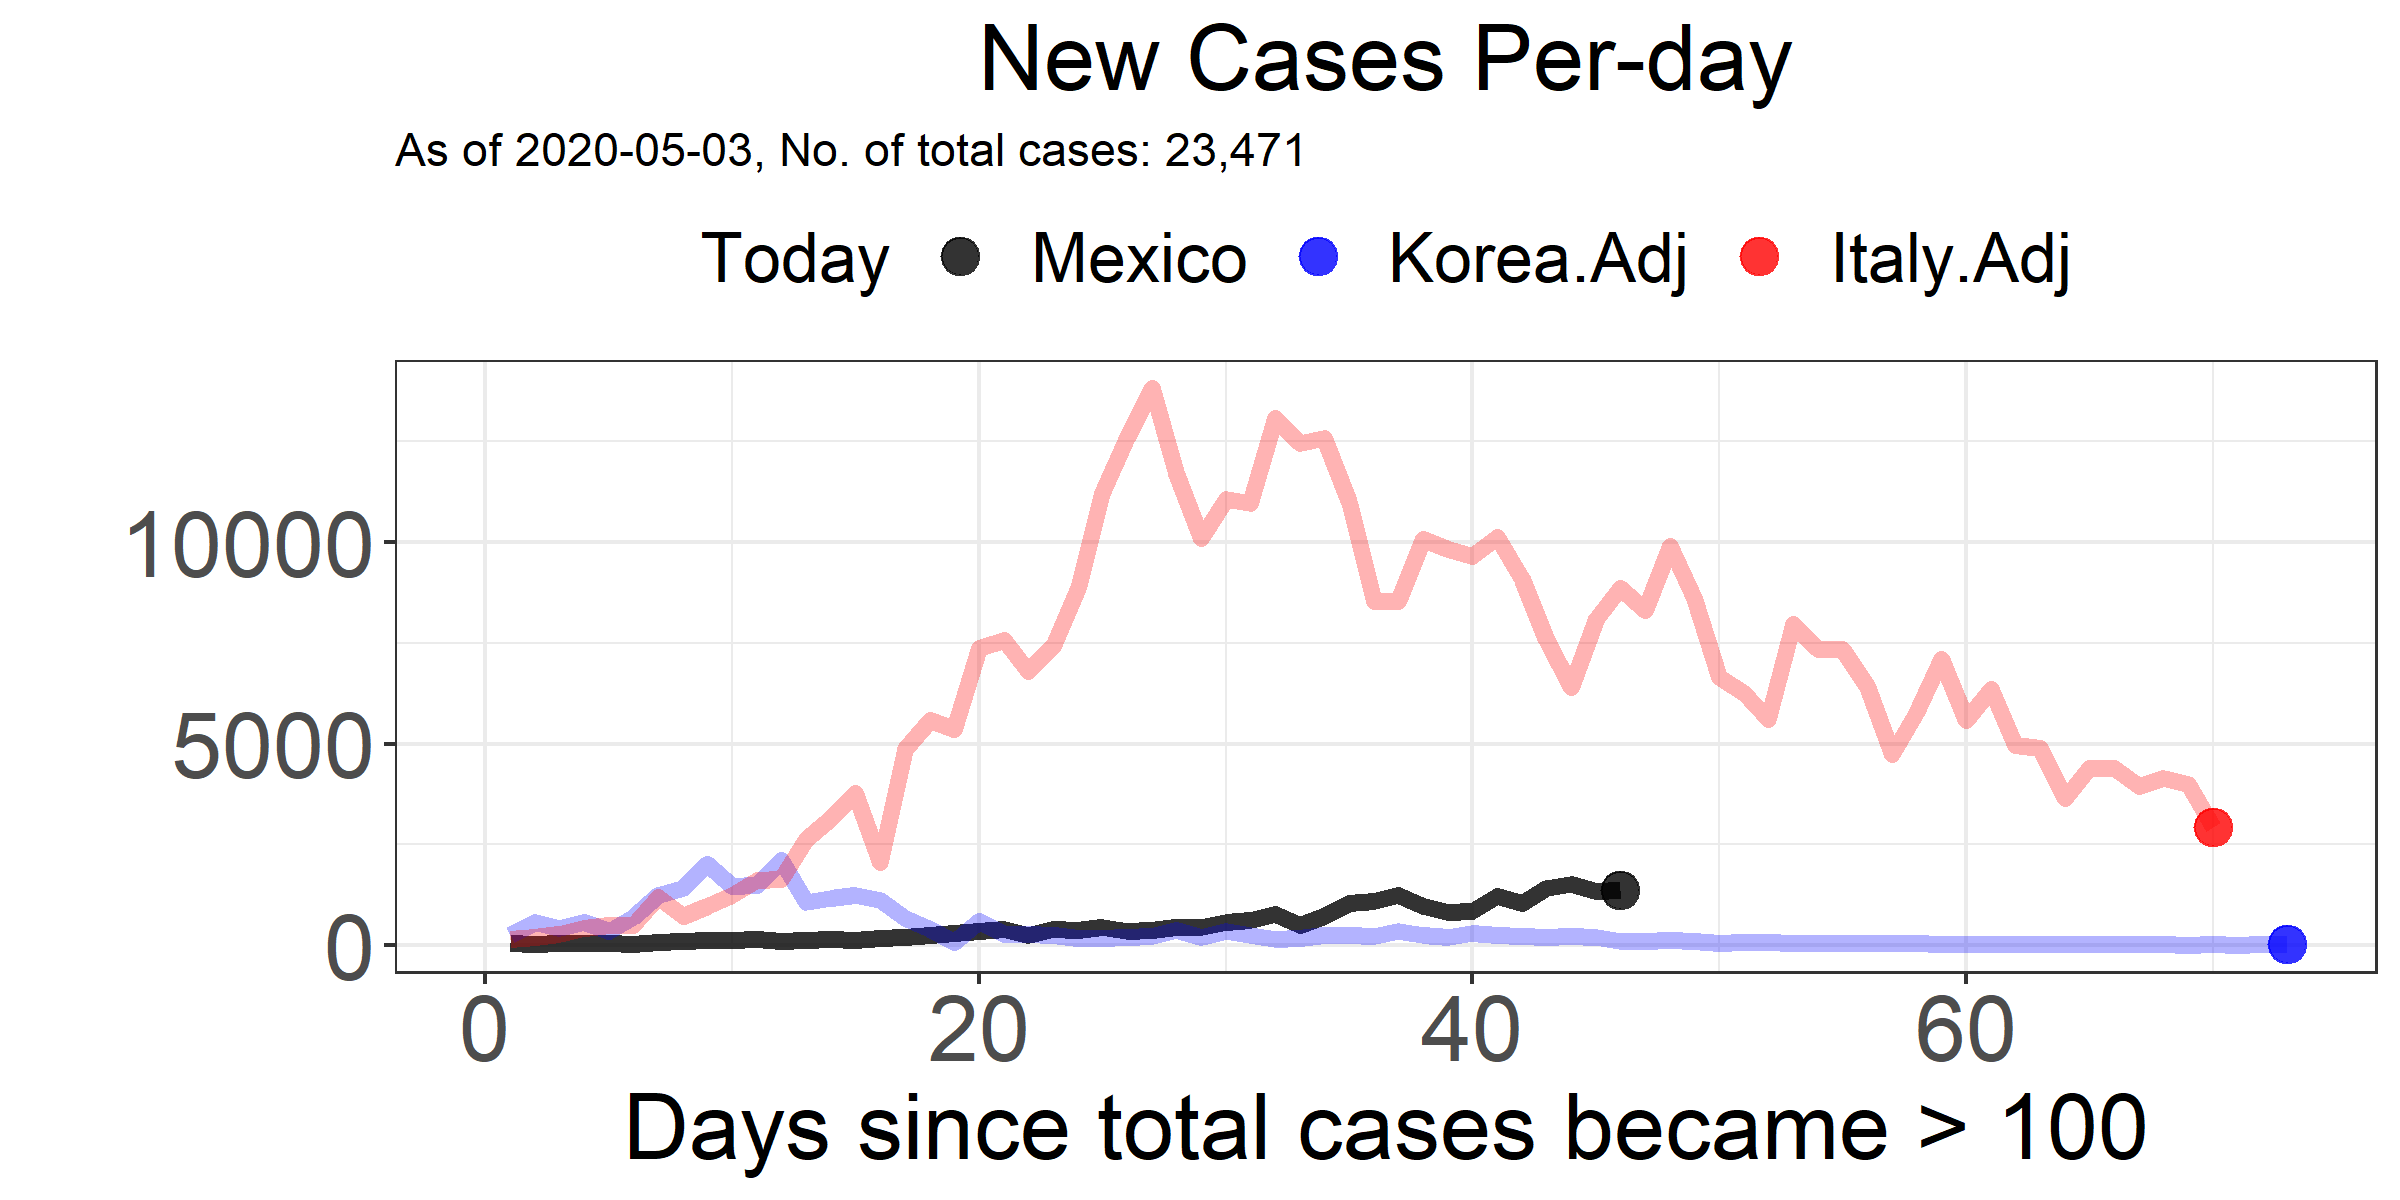 New Cases Per-day
As of 2020-05-03, No. of total cases: 23,471
Today Mexico Korea.Adj Italy.Adj
10000
5000
0
0 20 40 60
Days since total cases became > 100